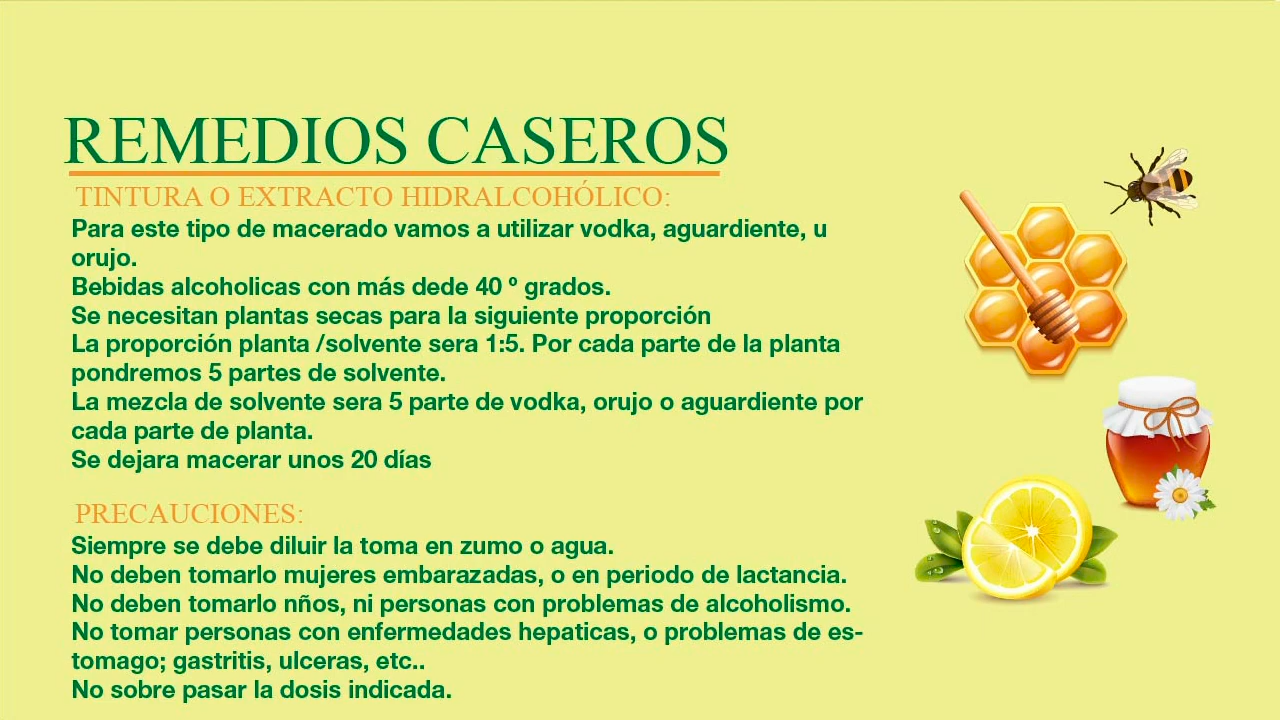 REMEDIOS CASEROS
TINTURA O EXTRACTO HIDRALCOHÓLICO:
Para este tipo de macerado vamos a utilizar vodka, aguardiente, u
orujo.
Bebidas alcoholicas con más dede 40 º grados.
Se necesitan plantas secas para la siguiente proporción
La proporción planta /solvente sera 1:5. Por cada parte de la planta
pondremos 5 partes de solvente.
La mezcla de solvente sera 5 parte de vodka, orujo o aguardiente por
cada parte de planta.
Se dejara macerar unos 20 días
PRECAUCIONES:
Siempre se debe diluir la toma en zumo o agua.
No deben tomarlo mujeres embarazadas, o en periodo de lactancia.
No deben tomarlo nños, ni personas con problemas de alcoholismo.
No tomar personas con enfermedades hepaticas, o problemas de es-
tomago; gastritis, ulceras, etc..
No sobre pasar la dosis indicada.